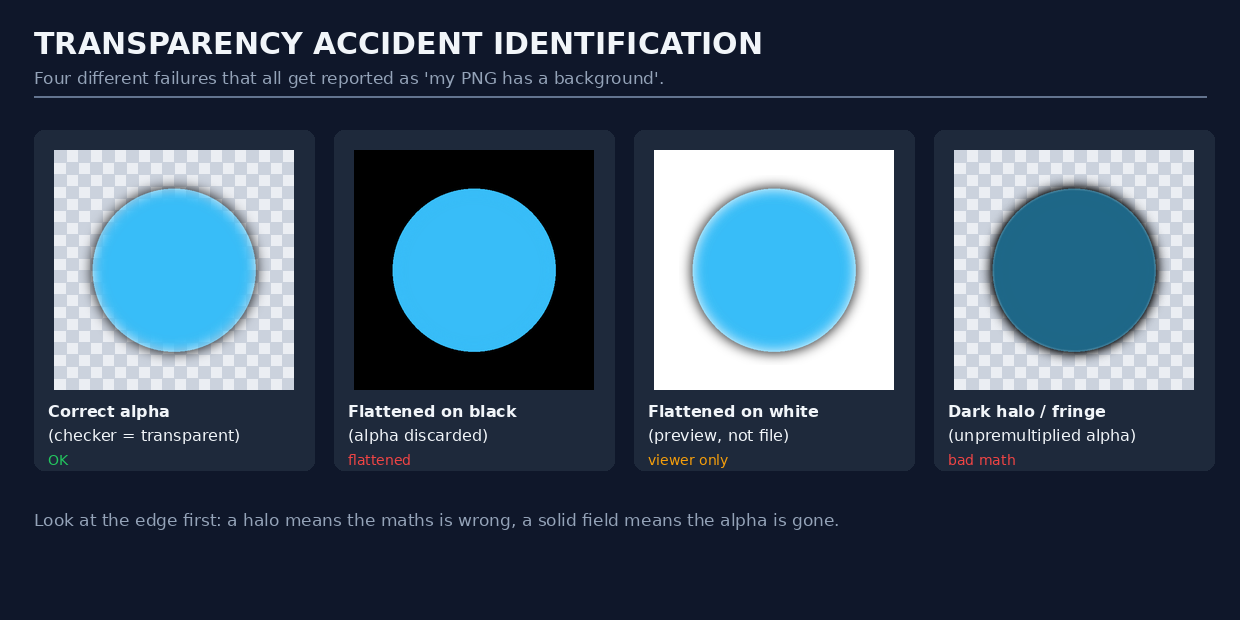 TRANSPARENCY ACCIDENT IDENTIFICATION
Four different failures that all get reported as 'my PNG has a background'.
Correct alpha
(checker = transparent)
OK
Flattened on black
(alpha discarded)
flattened
Flattened on white
(preview, not file)
viewer only
Dark halo / fringe
(unpremultiplied alpha)
bad math
Look at the edge first: a halo means the maths is wrong, a solid field means the alpha is gone.